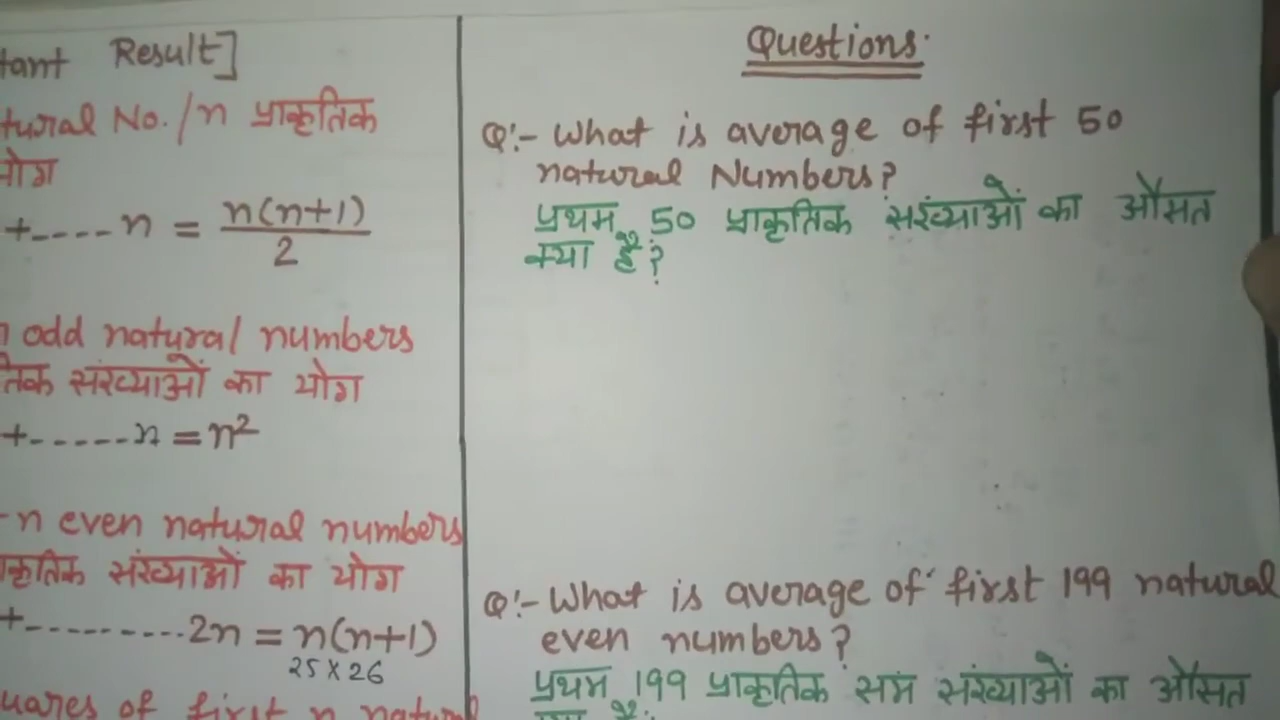 Result]
No./n प्राकृतिक
योग
+----n = n(n+1)
2
odd natural numbers
संख्याओं का योग
+-----n = n²
n even natural numbers
संख्याओं का योग
+---------2n = n(n+1)
25 X 26
of first n
Questions.
Q:- What is average of first 50
natural Numbers?
प्रथम 50 प्राकृतिक संख्याओं का औसत
क्या है?
Q:- What is average of first 199 natural
even numbers?
प्रथम 199 प्राकृतिक सम संख्याओं का औसत